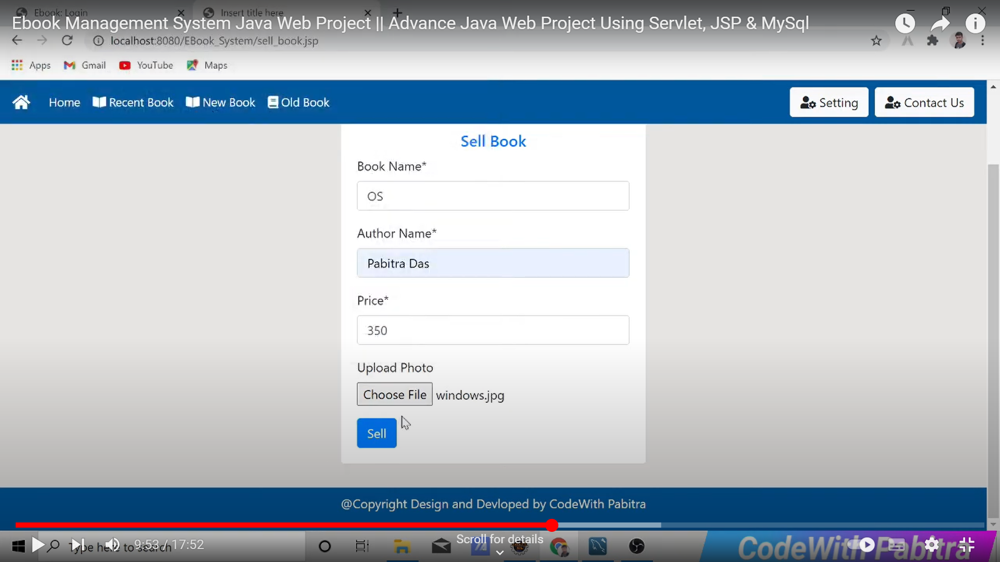 Ebook: Login
Insert title here
Ebook Management System Java Web Project || Advance Java Web Project Using Servlet, JSP & MySql
localhost:8080/EBook_System/sell_book.jsp
Apps Gmail YouTube Maps
Home Recent Book New Book Old Book Setting Contact Us
Sell Book
Book Name*
OS
Author Name*
Pabitra Das
Price*
350
Upload Photo
Choose File windows.jpg
Sell
@Copyright Design and Devloped by CodeWith Pabitra
Scroll for details
Type here to search
9:53 / 17:52
CodeWith Pabitra